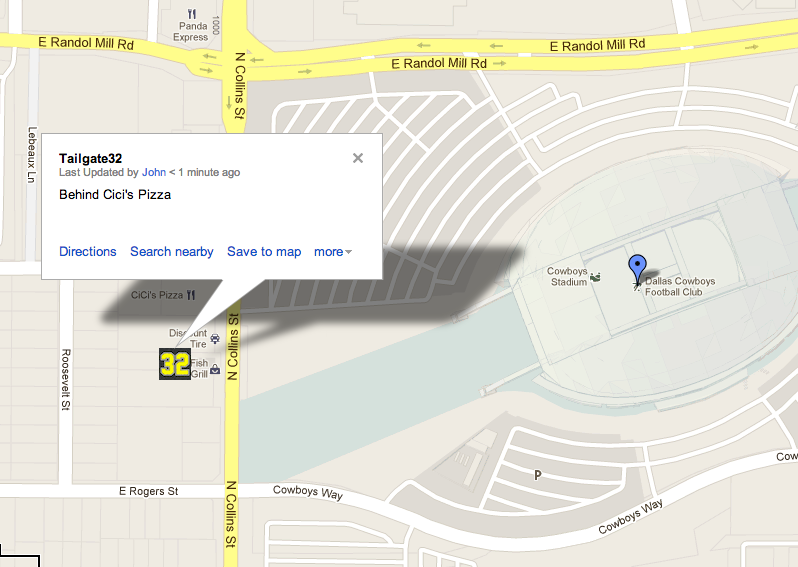 Panda
Express
1000
E Randol Mill Rd
E Randol Mill Rd
E Randol Mill Rd
N Collins St
Lebeaux Ln
Tailgate32
Last Updated by John < 1 minute ago
Behind Cici's Pizza
Directions Search nearby Save to map more
CiCi's Pizza
Cowboys
Stadium
Dallas Cowboys
Football Club
Discount
Tire
32
Fish
Grill
N Collins St
Roosevelt St
P
E Rogers St
Cowboys Way
N Collins St
Cowboys Way